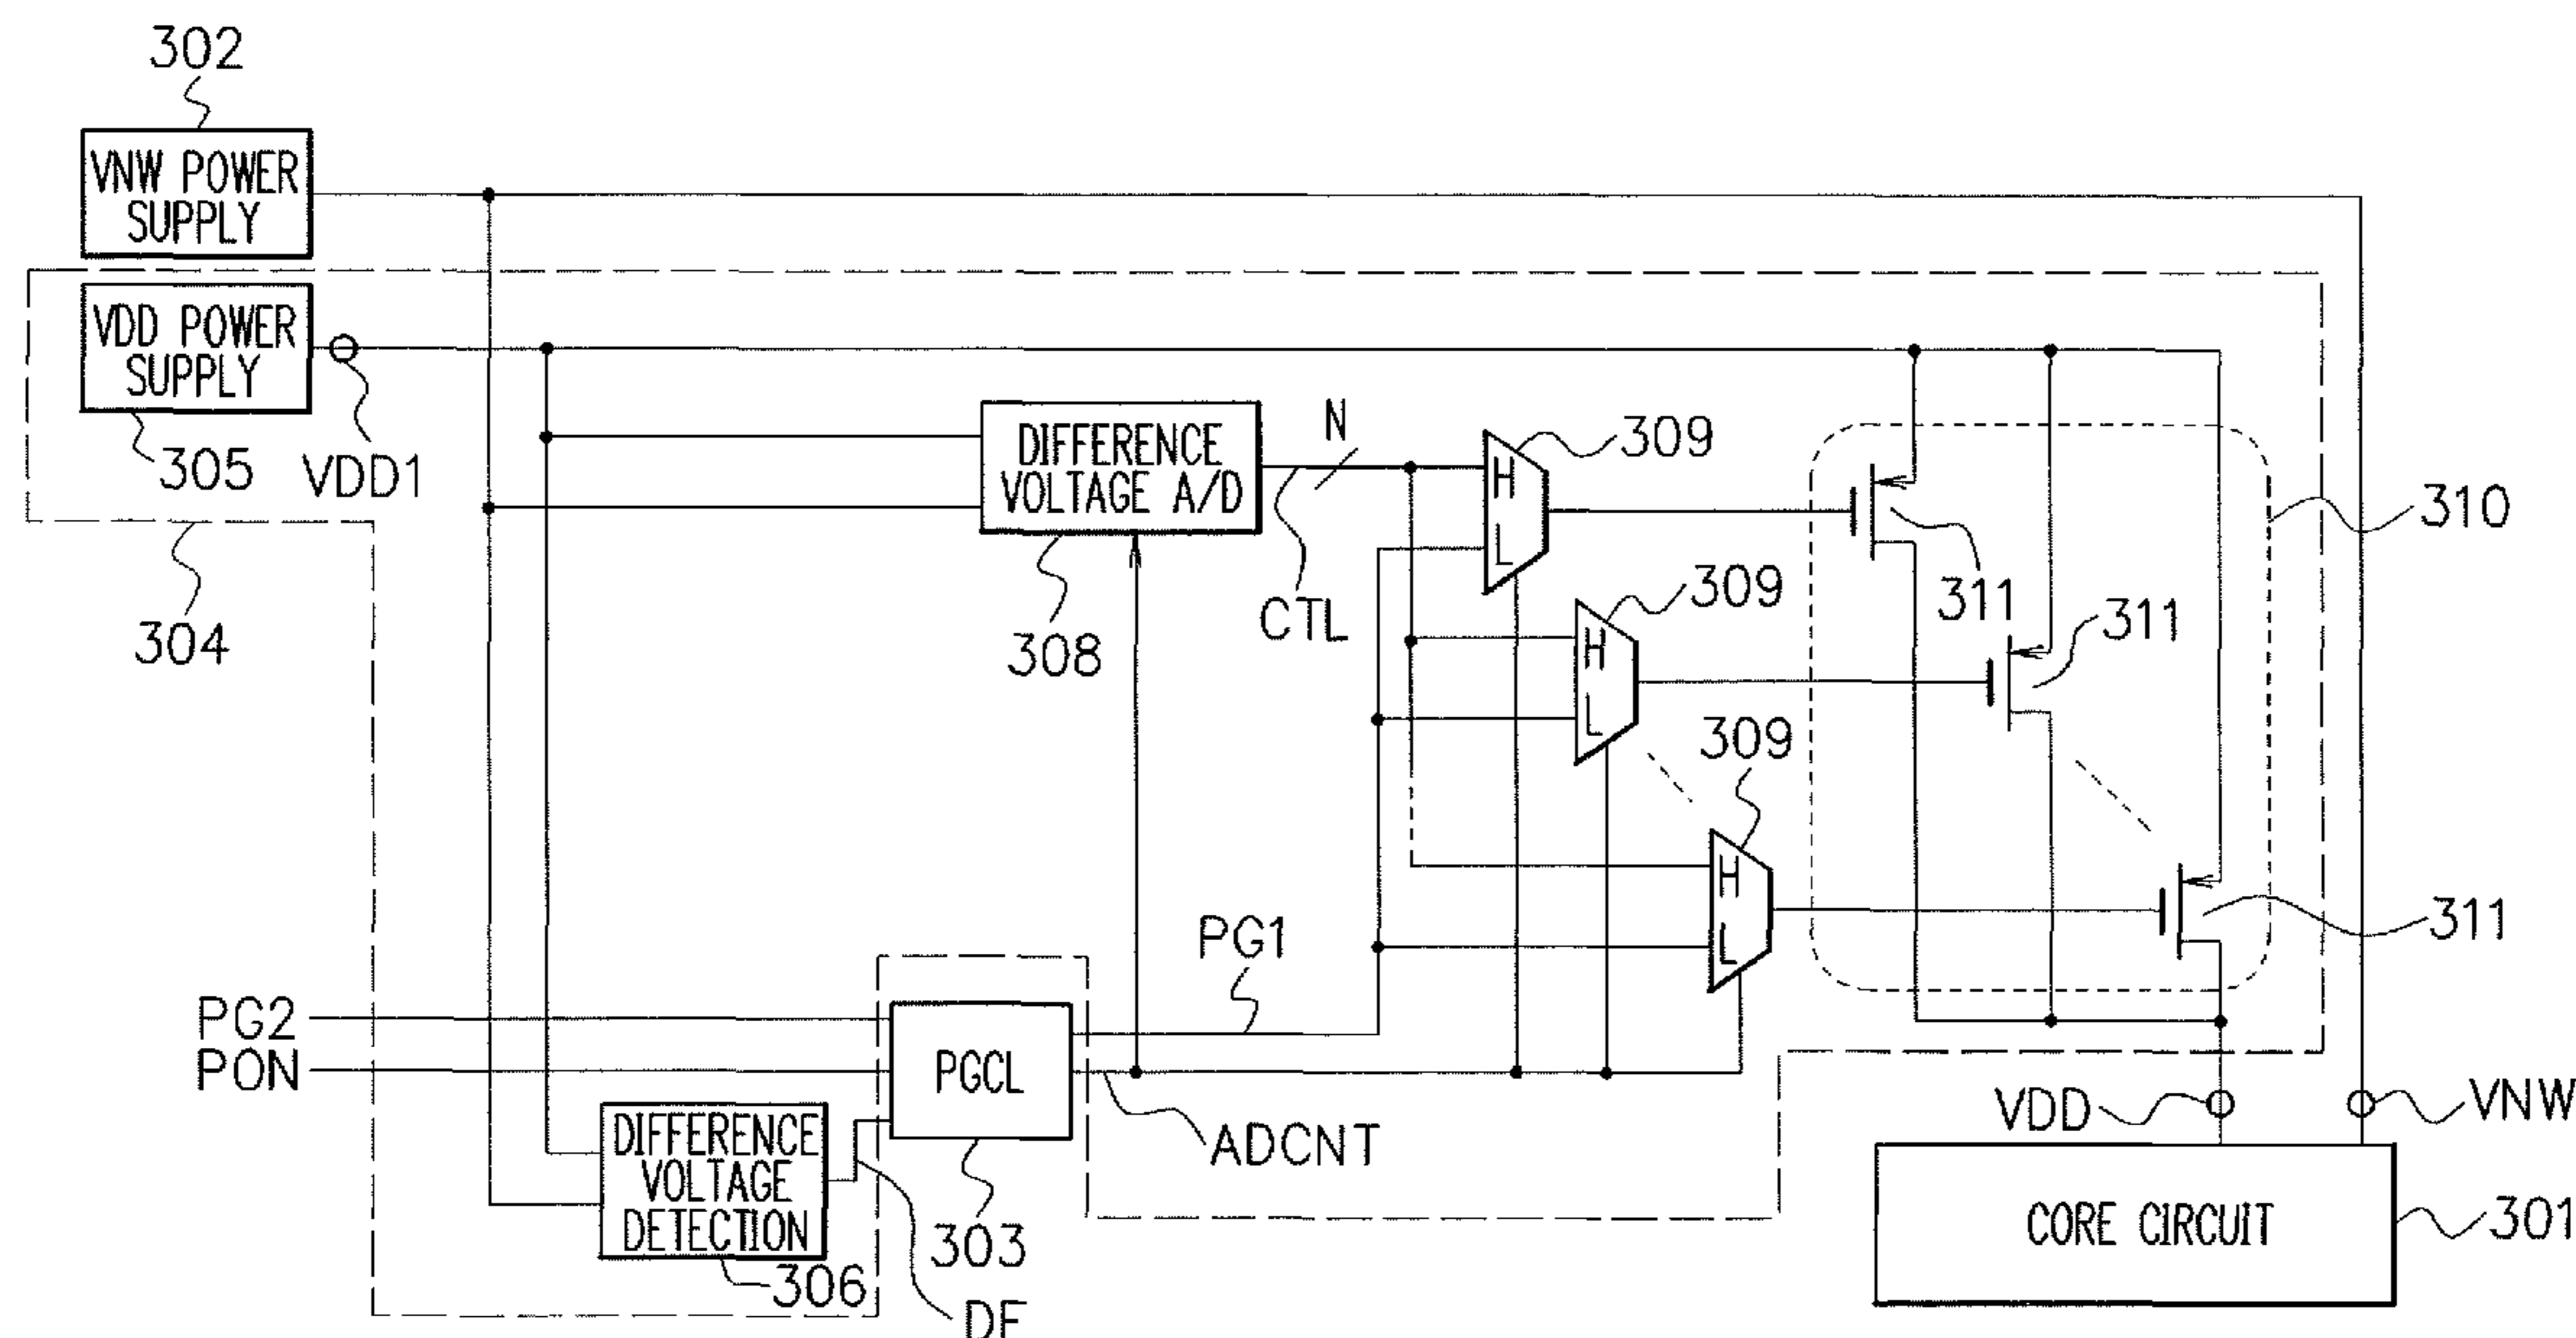 302
VNW POWER
SUPPLY
VDD POWER
SUPPLY
305
VDD1
304
DIFFERENCE
VOLTAGE A/D
308
N
CTL
H
L
309
H
L
309
H
L
309
311
311
311
310
PG1
PG2
PON
PGCL
303
ADCNT
DIFFERENCE
VOLTAGE
DETECTION
306
DF
VDD
VNW
CORE CIRCUIT
301